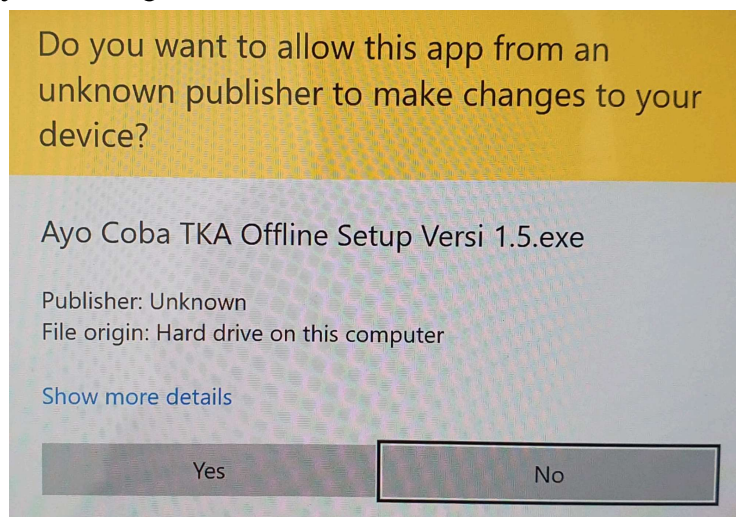 Do you want to allow this app from an
unknown publisher to make changes to your
device?
Ayo Coba TKA Offline Setup Versi 1.5.exe
Publisher: Unknown
File origin: Hard drive on this computer
Show more details
Yes
No